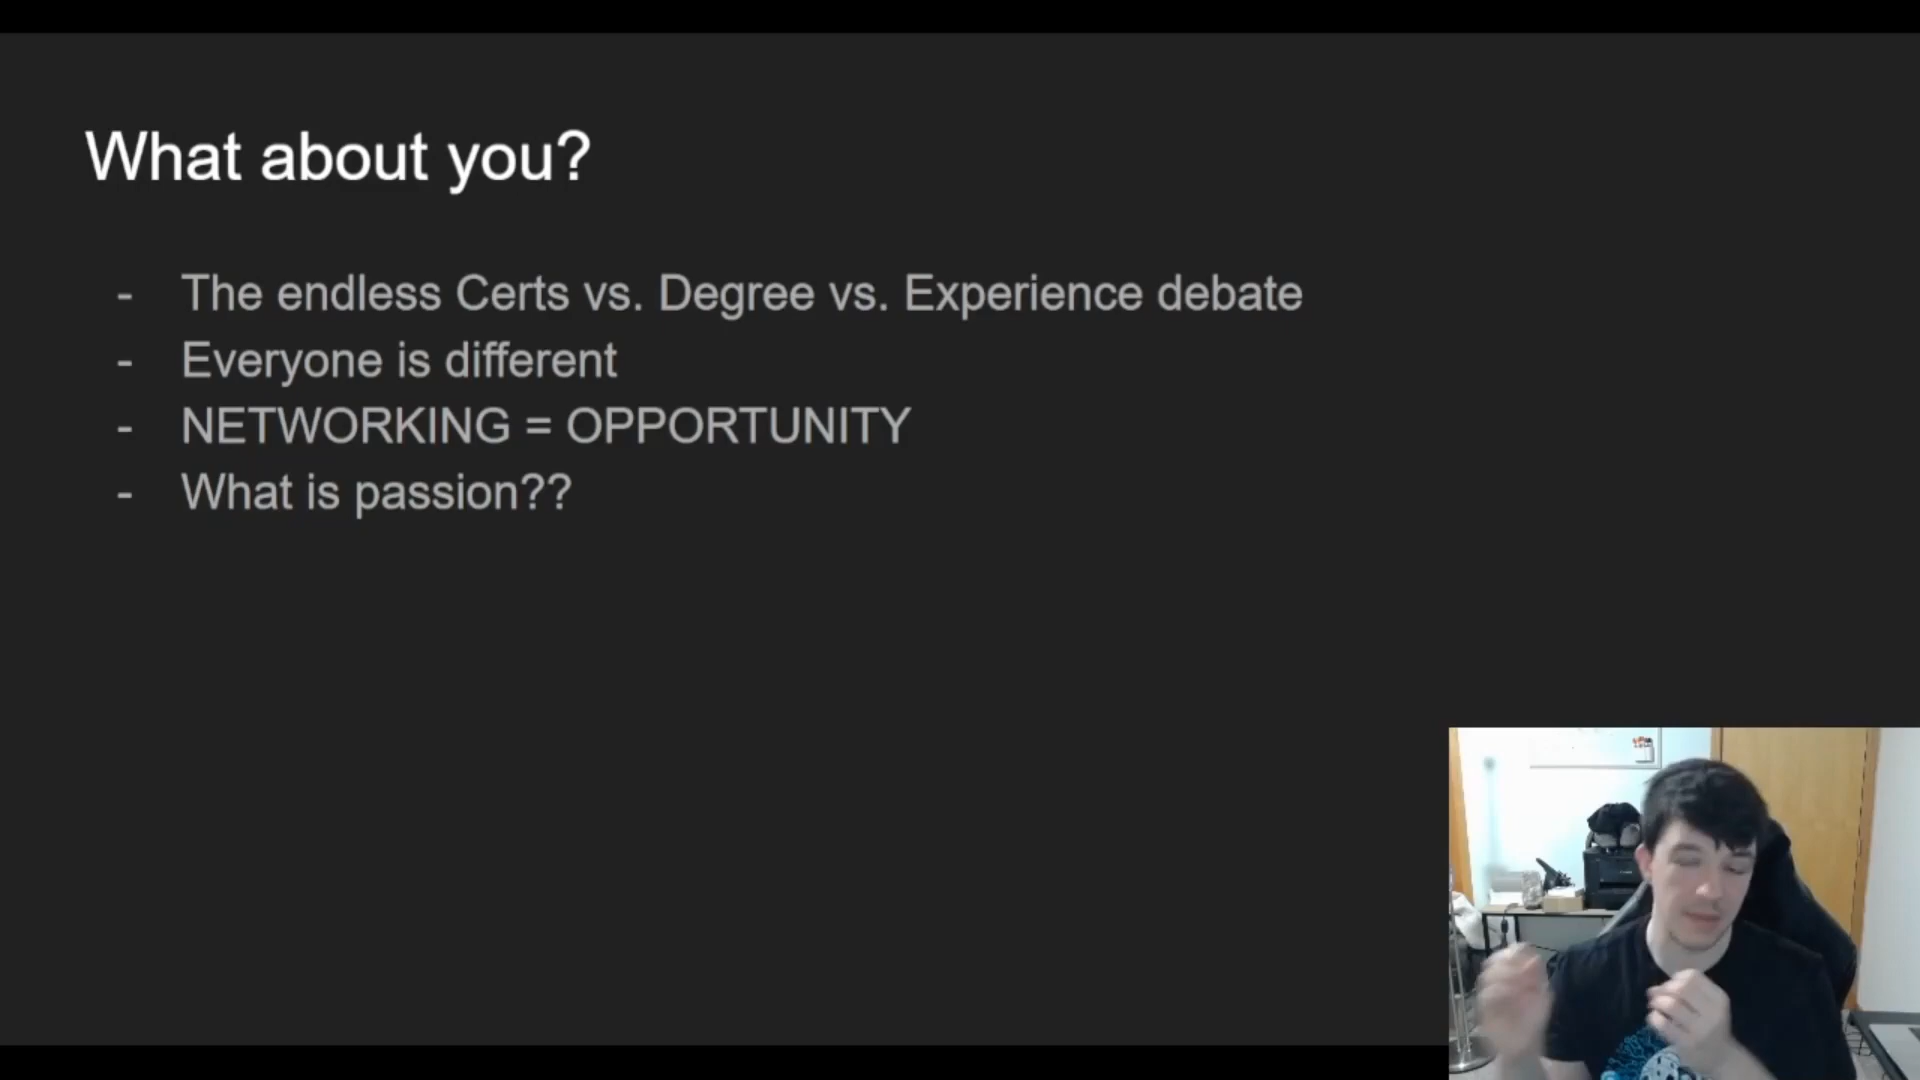 What about you?
- The endless Certs vs. Degree vs. Experience debate
- Everyone is different
- NETWORKING = OPPORTUNITY
- What is passion??